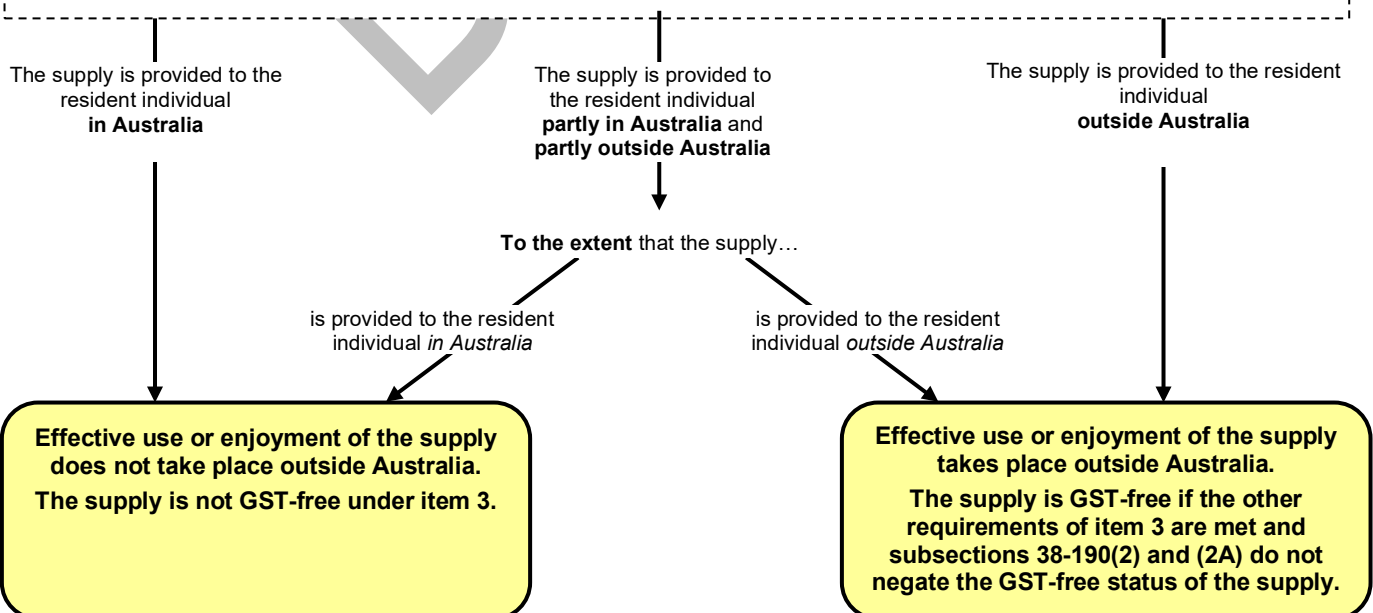 The supply is provided to the
resident individual
in Australia
The supply is provided to
the resident individual
partly in Australia and
partly outside Australia
The supply is provided to the resident
individual
outside Australia
To the extent that the supply…
is provided to the resident
individual in Australia
is provided to the resident
individual outside Australia
Effective use or enjoyment of the supply
does not take place outside Australia.
The supply is not GST-free under item 3.
Effective use or enjoyment of the supply
takes place outside Australia.
The supply is GST-free if the other
requirements of item 3 are met and
subsections 38-190(2) and (2A) do not
negate the GST-free status of the supply.